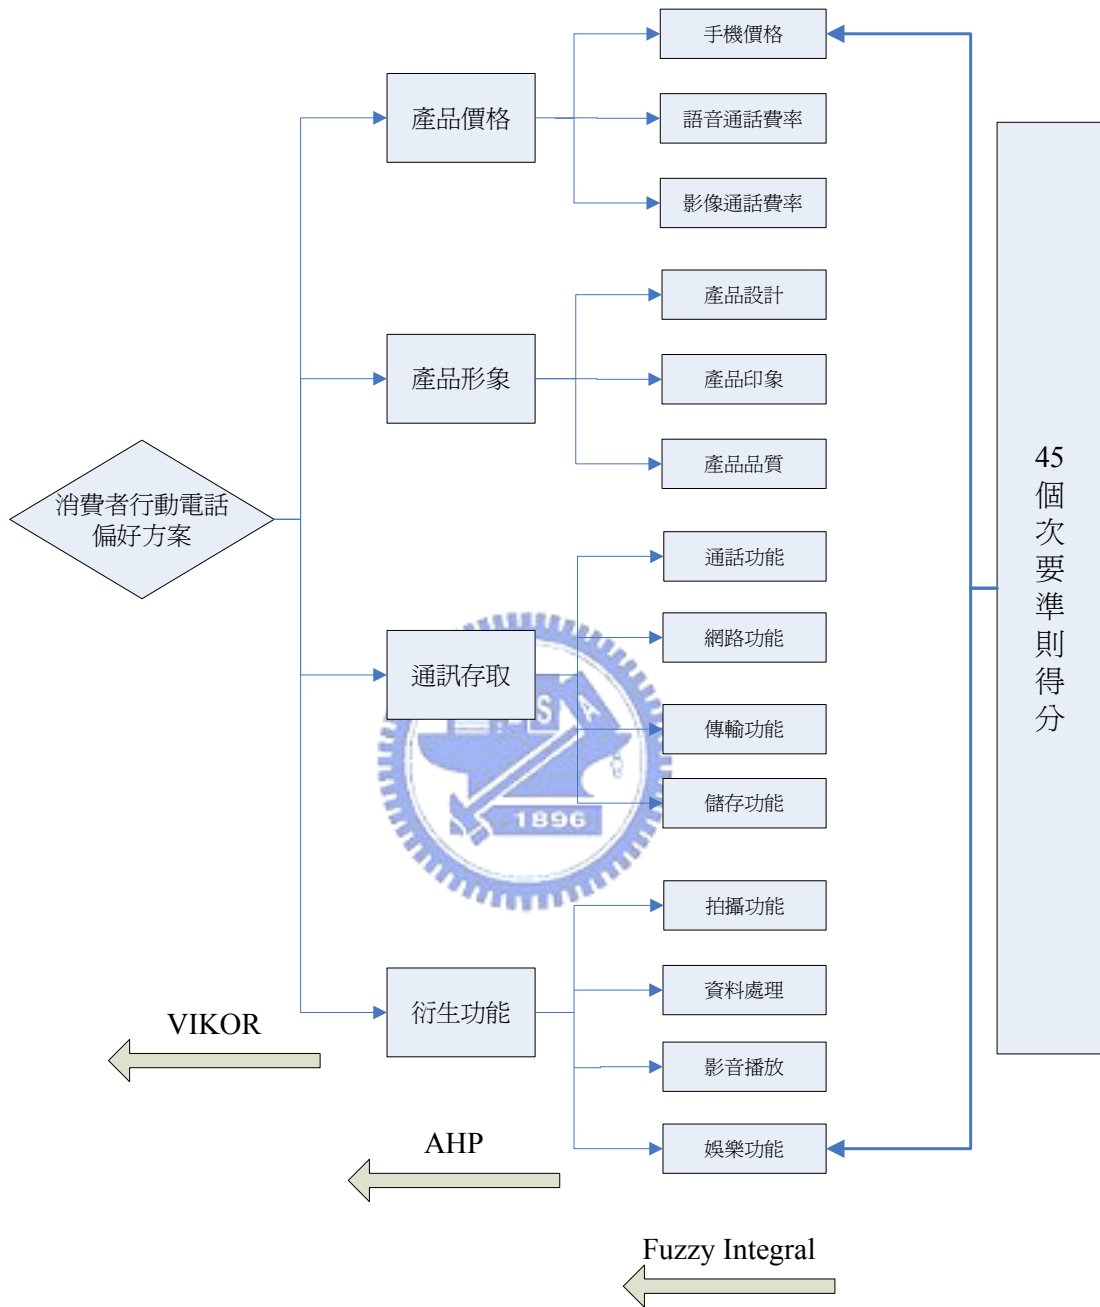 手機價格
產品價格
語音通話費率
影像通話費率
產品設計
產品形象
產品印象
產品品質
消費者行動電話
偏好方案
通話功能
網路功能
通訊存取
傳輸功能
儲存功能
E S A
1896
拍攝功能
資料處理
衍生功能
影音播放
娛樂功能
45
個
次
要
準
則
得
分
VIKOR
AHP
Fuzzy Integral